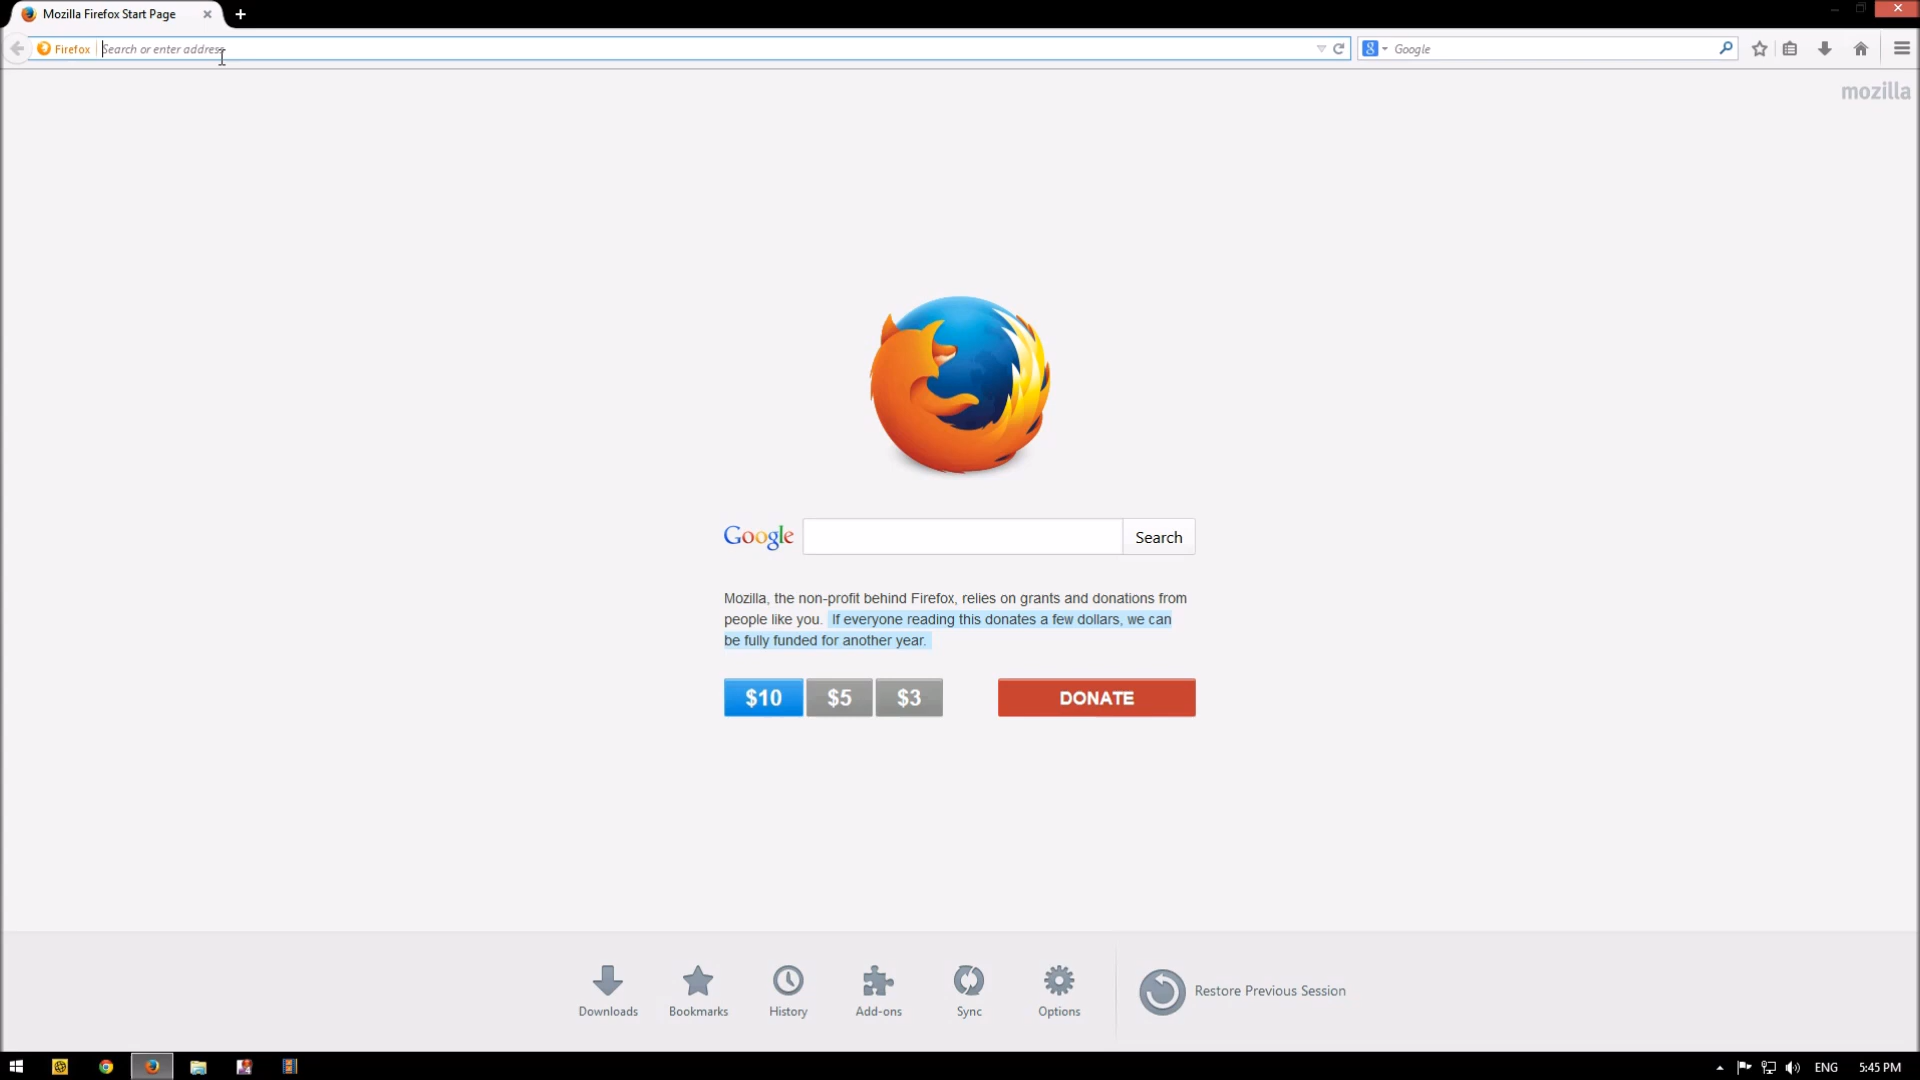 Mozilla Firefox Start Page
Firefox Search or enter address
Google
mozilla
Google Search
Mozilla, the non-profit behind Firefox, relies on grants and donations from
people like you. If everyone reading this donates a few dollars, we can
be fully funded for another year.
$10 $5 $3 DONATE
Downloads Bookmarks History Add-ons Sync Options Restore Previous Session
ENG 5:45 PM